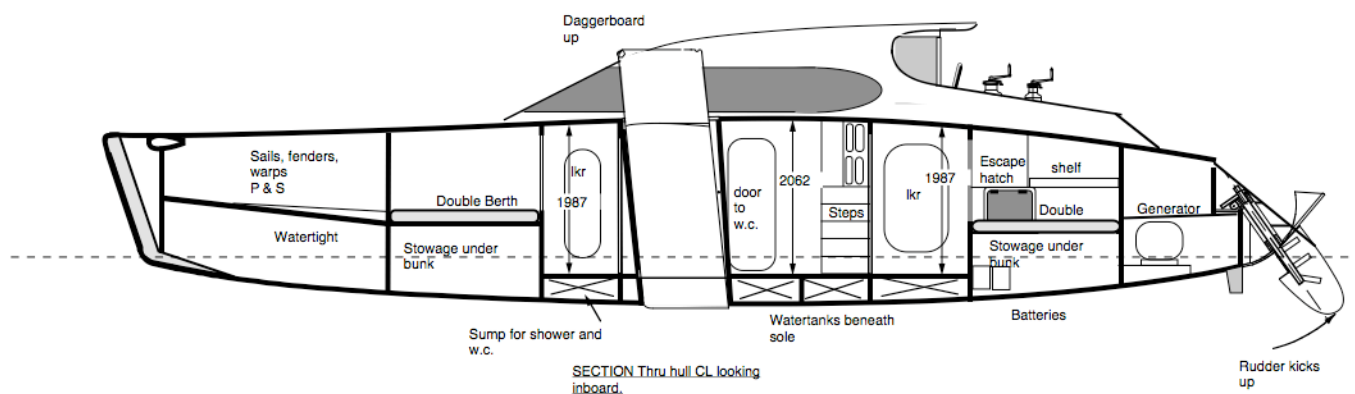 Daggerboard
up
Sails, fenders,
warps
P & S
lkr
1987
Double Berth
Watertight
Stowage under
bunk
door
to
w.c.
2062
Steps
lkr
1987
Escape
hatch
shelf
Double
Stowage under
bunk
Generator
Sump for shower and
w.c.
Watertanks beneath
sole
Batteries
Rudder kicks
up
SECTION Thru hull CL looking
inboard.